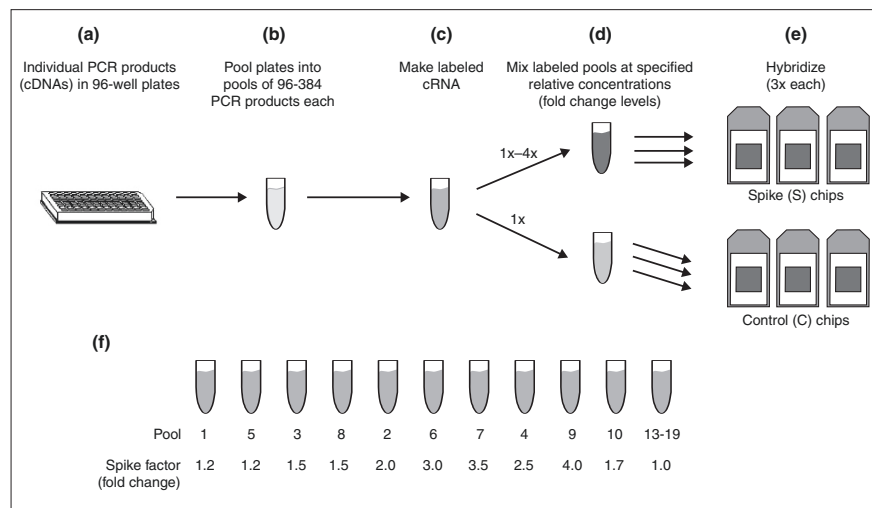 (a)
Individual PCR products
(cDNAs) in 96-well plates
(b)
Pool plates into
pools of 96-384
PCR products each
(c)
Make labeled
cRNA
(d)
Mix labeled pools at specified
relative concentrations
(fold change levels)
(e)
Hybridize
(3x each)
1x–4x
1x
Spike (S) chips
Control (C) chips
(f)
Pool 1 5 3 8 2 6 7 4 9 10 13-19
Spike factor 1.2 1.2 1.5 1.5 2.0 3.0 3.5 2.5 4.0 1.7 1.0
(fold change)